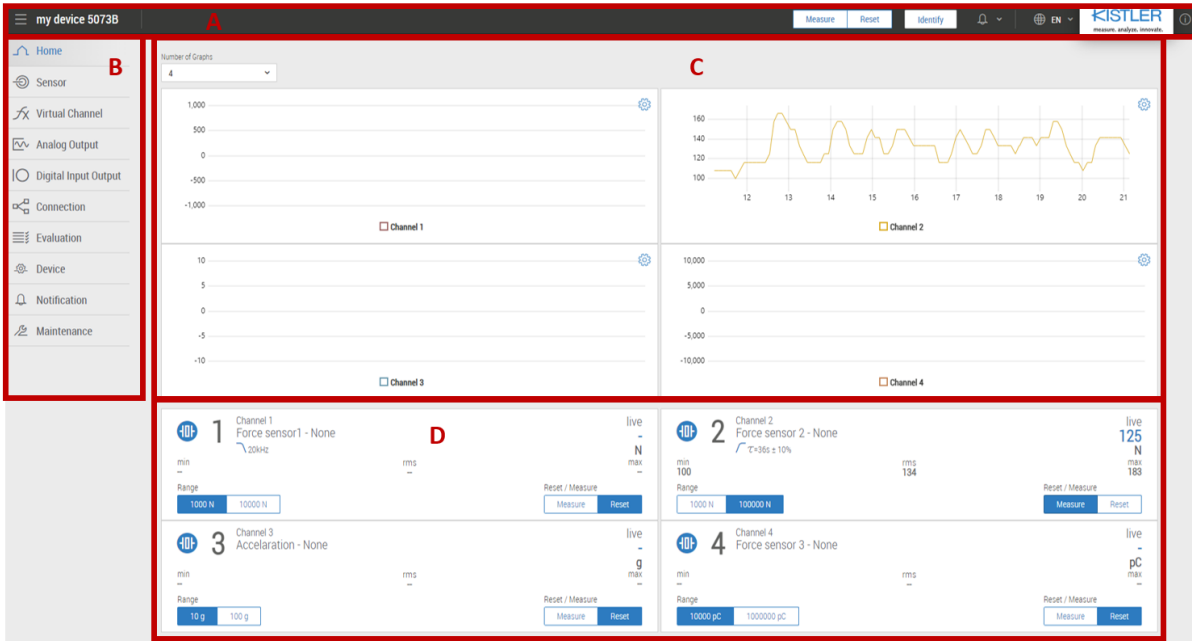 my device 5073B
A
Measure Reset Identify EN
KISTLER
measure. analyze. innovate.
Home
B
Sensor
Virtual Channel
Analog Output
Digital Input Output
Connection
Evaluation
Device
Notification
Maintenance
Number of Graphs
4
C
1,000
500
0
-500
-1,000
Channel 1
160
140
120
100
12 13 14 15 16 17 18 19 20 21
Channel 2
10
5
0
-5
-10
Channel 3
10,000
5,000
0
-5,000
-10,000
Channel 4
D
1 Channel 1 live
Force sensor1 - None -
20kHz N
min rms max
-- -- --
Range Reset / Measure
1000 N 10000 N Measure Reset
2 Channel 2 live
Force sensor 2 - None 125
τ=36s ± 10% N
min rms max
100 134 183
Range Reset / Measure
1000 N 100000 N Measure Reset
3 Channel 3 live
Accelaration - None -
g
min rms max
-- -- --
Range Reset / Measure
10 g 100 g Measure Reset
4 Channel 4 live
Force sensor 3 - None -
pC
min rms max
-- -- --
Range Reset / Measure
10000 pC 1000000 pC Measure Reset